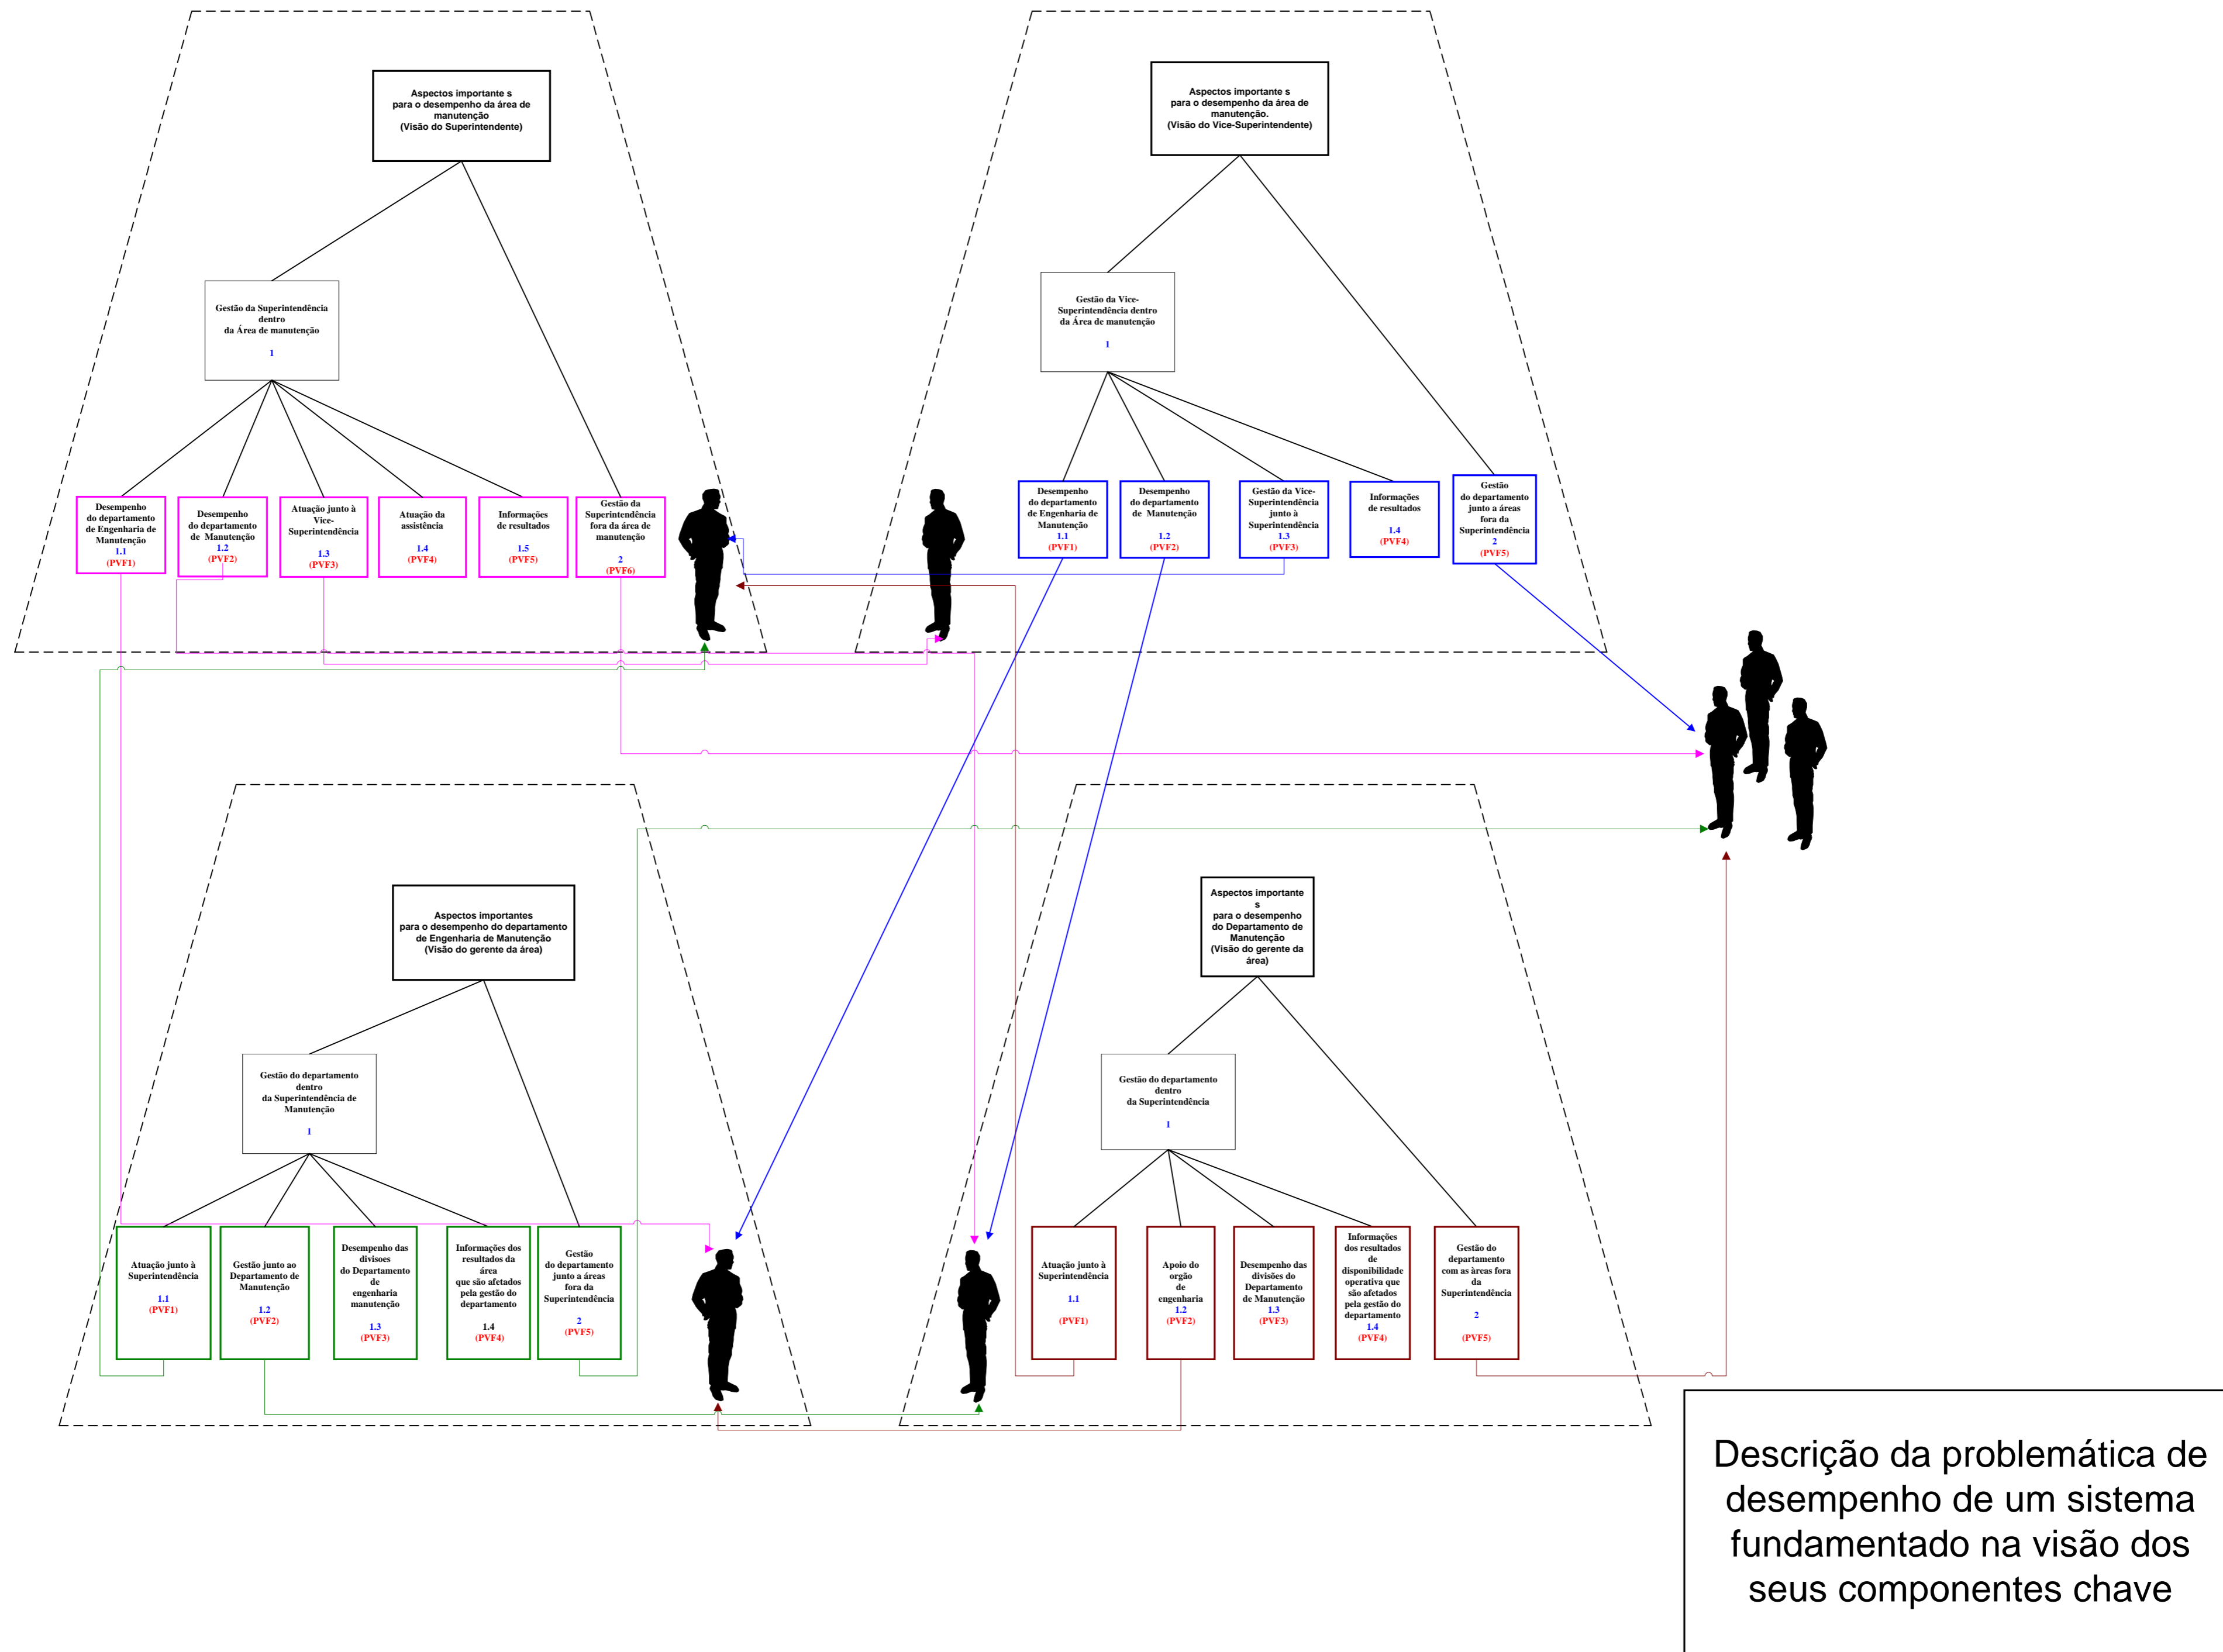 Aspectos importante s
para o desempenho da área de
manutenção
(Visão do Superintendente)
Gestão da Superintendência
dentro
da Área de manutenção
1
Desempenho
do departamento
de Engenharia de
Manutenção
1.1
(PVF1)
Desempenho
do departamento
de Manutenção
1.2
(PVF2)
Atuação junto à
Vice-
Superintendência
1.3
(PVF3)
Atuação da
assistência
1.4
(PVF4)
Informações
de resultados
1.5
(PVF5)
Gestão da
Superintendência
fora da área de
manutenção
2
(PVF6)
Aspectos importante s
para o desempenho da área de
manutenção.
(Visão do Vice-Superintendente)
Gestão da Vice-
Superintendência dentro
da Área de manutenção
1
Desempenho
do departamento
de Engenharia de
Manutenção
1.1
(PVF1)
Desempenho
do departamento
de Manutenção
1.2
(PVF2)
Gestão da Vice-
Superintendência
junto à
Superintendência
1.3
(PVF3)
Informações
de resultados
1.4
(PVF4)
Gestão
do departamento
junto a áreas
fora da
Superintendência
2
(PVF5)
Aspectos importantes
para o desempenho do departamento
de Engenharia de Manutenção
(Visão do gerente da área)
Gestão do departamento
dentro
da Superintendência de
Manutenção
1
Atuação junto à
Superintendência
1.1
(PVF1)
Gestão junto ao
Departamento de
Manutenção
1.2
(PVF2)
Desempenho das
divisoes
do Departamento
de
engenharia
manutenção
1.3
(PVF3)
Informações dos
resultados da
área
que são afetados
pela gestão do
departamento
1.4
(PVF4)
Gestão
do departamento
junto a áreas
fora da
Superintendência
2
(PVF5)
Aspectos importante
s
para o desempenho
do Departamento de
Manutenção
(Visão do gerente da
área)
Gestão do departamento
dentro
da Superintendência
1
Atuação junto à
Superintendência
1.1
(PVF1)
Apoio do
orgão
de
engenharia
1.2
(PVF2)
Desempenho das
divisões do
Departamento
de Manutenção
1.3
(PVF3)
Informações
dos resultados
de
disponibilidade
operativa que
são afetados
pela gestão do
departamento
1.4
(PVF4)
Gestão do
departamento
com as àreas fora
da
Superintendência
2
(PVF5)
Descrição da problemática de
desempenho de um sistema
fundamentado na visão dos
seus componentes chave